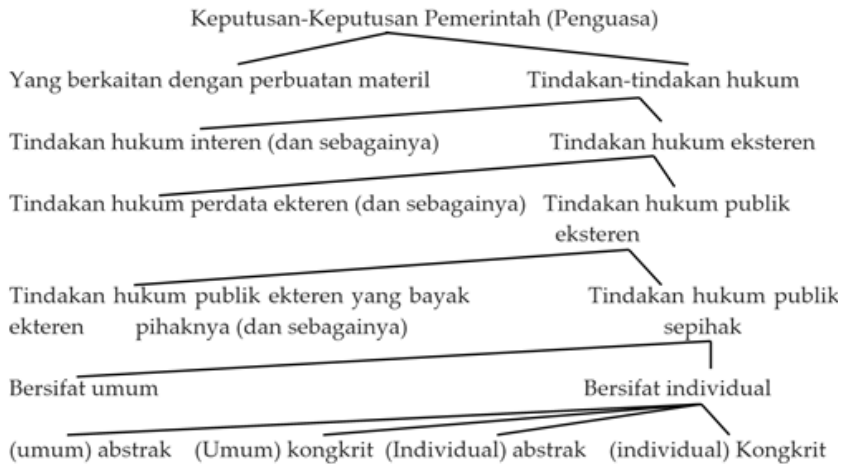 Keputusan-Keputusan Pemerintah (Penguasa)
Yang berkaitan dengan perbuatan materil Tindakan-tindakan hukum
Tindakan hukum interen (dan sebagainya) Tindakan hukum eksteren
Tindakan hukum perdata ekteren (dan sebagainya) Tindakan hukum publik
eksteren
Tindakan hukum publik ekteren yang bayak Tindakan hukum publik
ekteren pihaknya (dan sebagainya) sepihak
Bersifat umum Bersifat individual
(umum) abstrak (Umum) kongkrit (Individual) abstrak (individual) Kongkrit